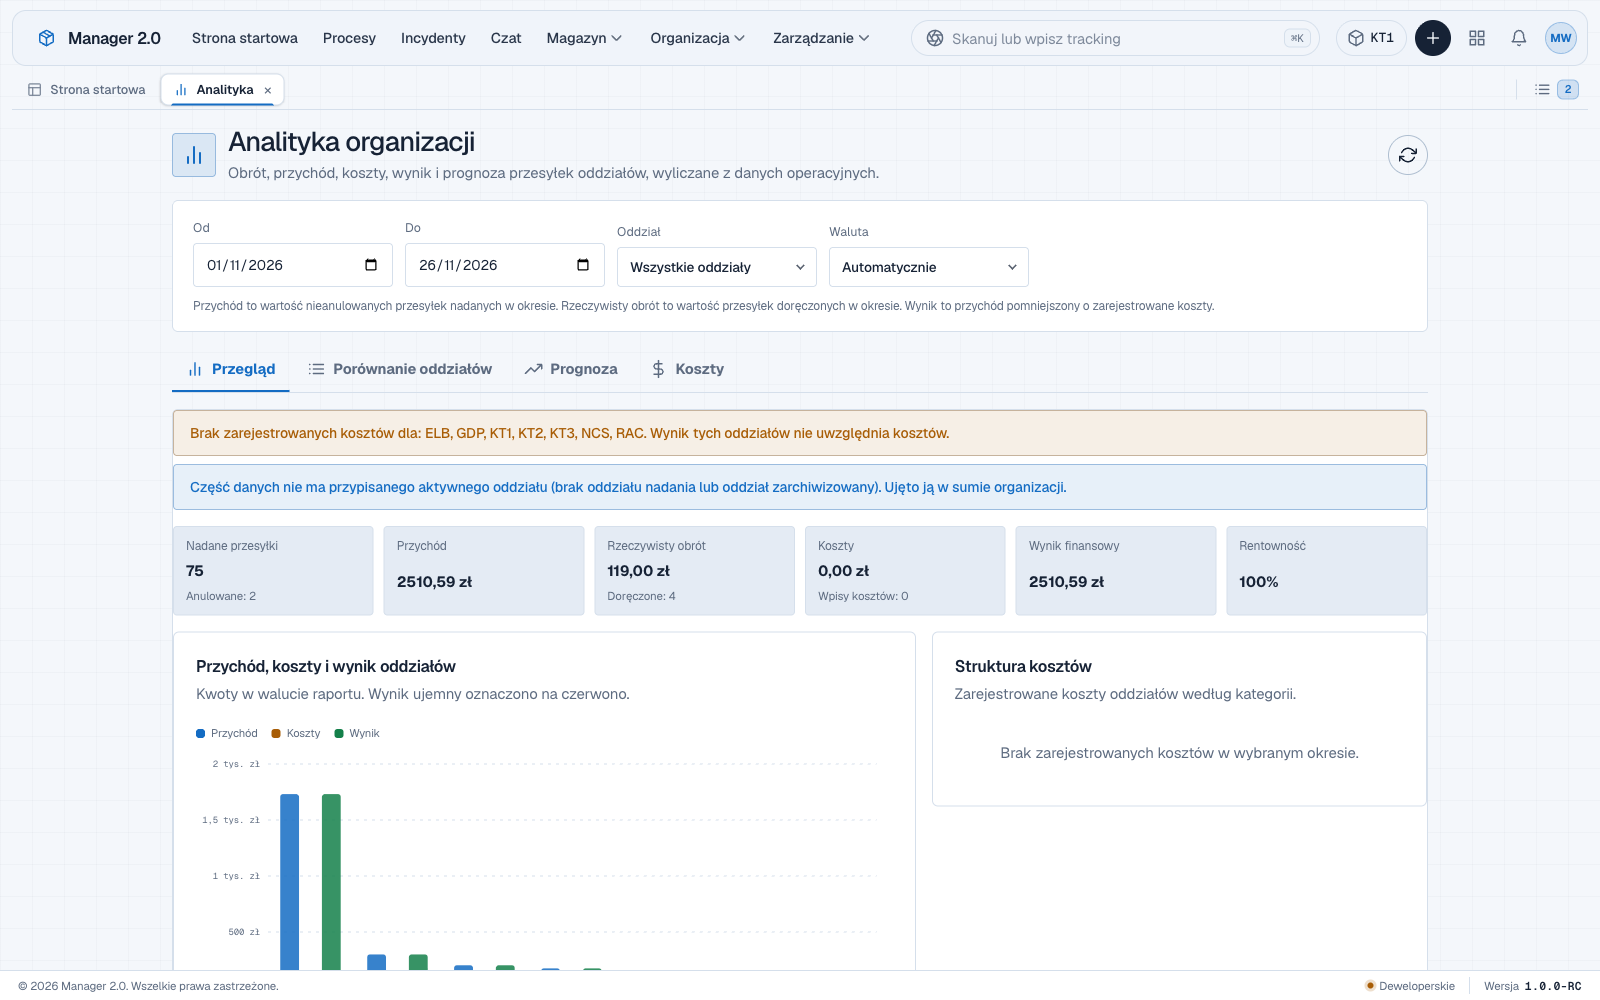 Manager 2.0
Strona startowa
Procesy
Incydenty
Czat
Magazyn
Organizacja
Zarządzanie
Skanuj lub wpisz tracking
⌘K
KT1
MW
Strona startowa
Analityka
×
2
Analityka organizacji
Obrót, przychód, koszty, wynik i prognoza przesyłek oddziałów, wyliczane z danych operacyjnych.
Od
Do
Oddział
Waluta
01/11/2026
26/11/2026
Wszystkie oddziały
Automatycznie
Przychód to wartość nieanulowanych przesyłek nadanych w okresie. Rzeczywisty obrót to wartość przesyłek doręczonych w okresie. Wynik to przychód pomniejszony o zarejestrowane koszty.
Przegląd
Porównanie oddziałów
Prognoza
Koszty
Brak zarejestrowanych kosztów dla: ELB, GDP, KT1, KT2, KT3, NCS, RAC. Wynik tych oddziałów nie uwzględnia kosztów.
Część danych nie ma przypisanego aktywnego oddziału (brak oddziału nadania lub oddział zarchiwizowany). Ujęto ją w sumie organizacji.
Nadane przesyłki
75
Anulowane: 2
Przychód
2510,59 zł
Rzeczywisty obrót
119,00 zł
Doręczone: 4
Koszty
0,00 zł
Wpisy kosztów: 0
Wynik finansowy
2510,59 zł
Rentowność
100%
Przychód, koszty i wynik oddziałów
Kwoty w walucie raportu. Wynik ujemny oznaczono na czerwono.
Przychód
Koszty
Wynik
2 tys. zł
1,5 tys. zł
1 tys. zł
500 zł
Struktura kosztów
Zarejestrowane koszty oddziałów według kategorii.
Brak zarejestrowanych kosztów w wybranym okresie.
© 2026 Manager 2.0. Wszelkie prawa zastrzeżone.
Deweloperskie
Wersja 1.0.0-RC